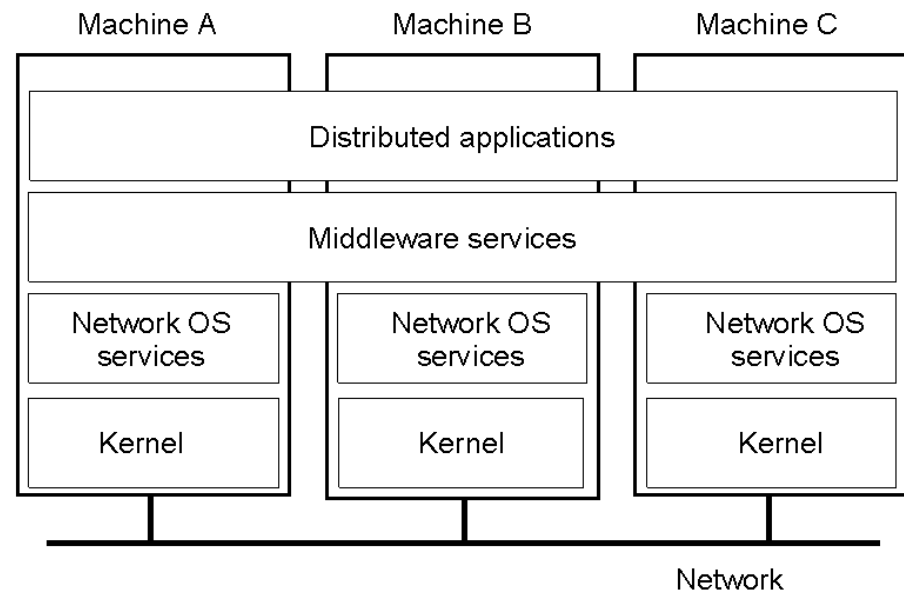 Machine A
Machine B
Machine C
Distributed applications
Middleware services
Network OS
services
Network OS
services
Network OS
services
Kernel
Kernel
Kernel
Network